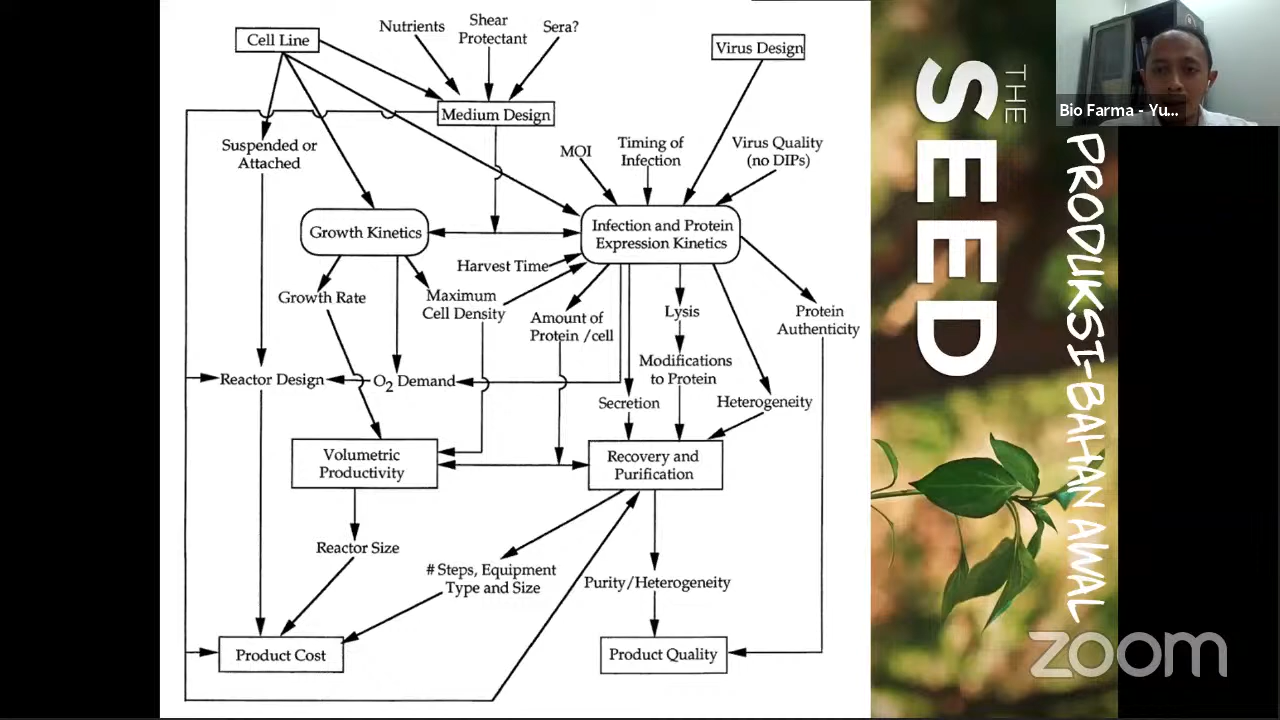 Cell Line
Nutrients
Shear
Protectant
Sera?
Virus Design
Medium Design
Suspended or
Attached
MOI
Timing of
Infection
Virus Quality
(no DIPs)
Growth Kinetics
Infection and Protein
Expression Kinetics
Harvest Time
Growth Rate
Maximum
Cell Density
Amount of
Protein /cell
Lysis
Protein
Authenticity
Modifications
to Protein
Reactor Design
O2 Demand
Secretion
Heterogeneity
Volumetric
Productivity
Recovery and
Purification
Reactor Size
# Steps, Equipment
Type and Size
Purity/Heterogeneity
Product Cost
Product Quality
THE
SEED
PRODUKSI-BAHAN AWAL
Bio Farma - Yu...
zoom